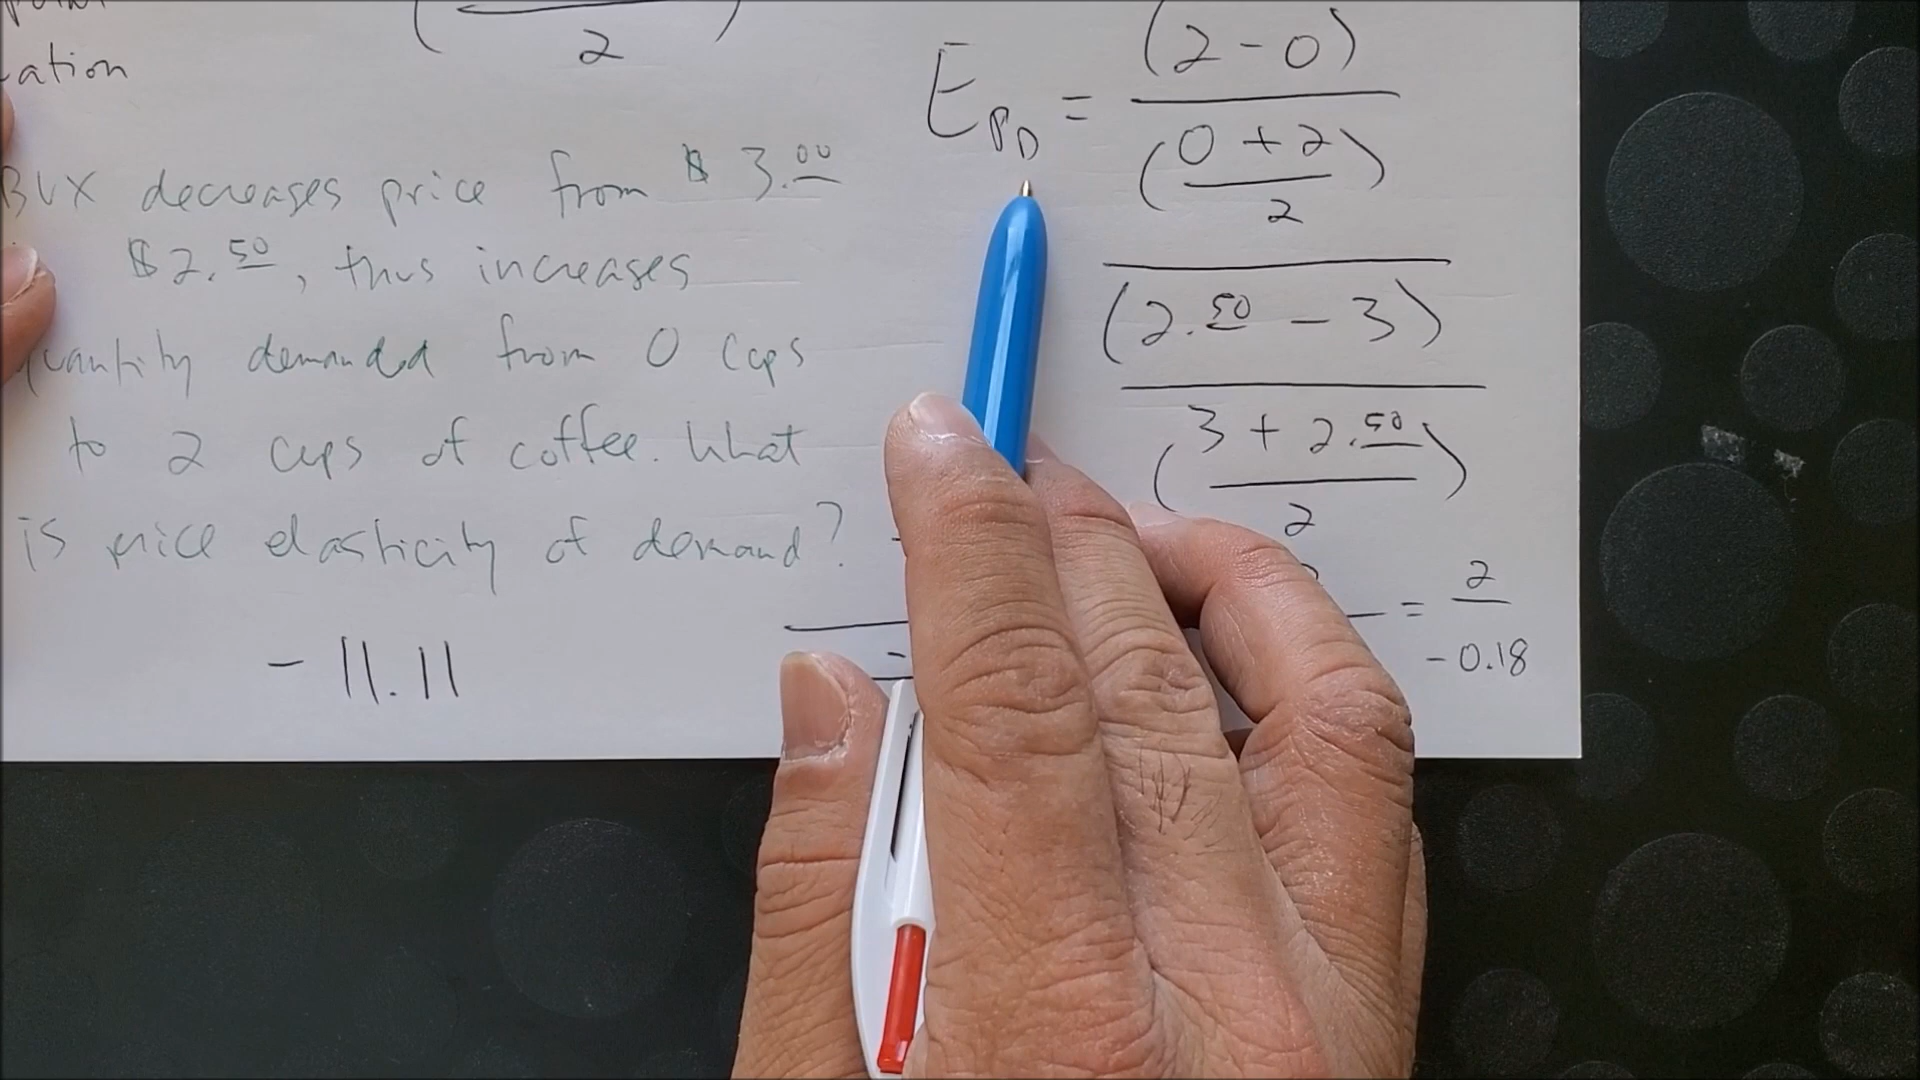 2
ation
BUX decreases price from $3.00
$2.50, thus increases
quantity demanded from 0 cups
to 2 cups of coffee. What
is price elasticity of demand?
-11.11
(2-0)
EPD =
(0+2)
2
(2.50 - 3)
(3+2.50)
2
= 2
-0.18